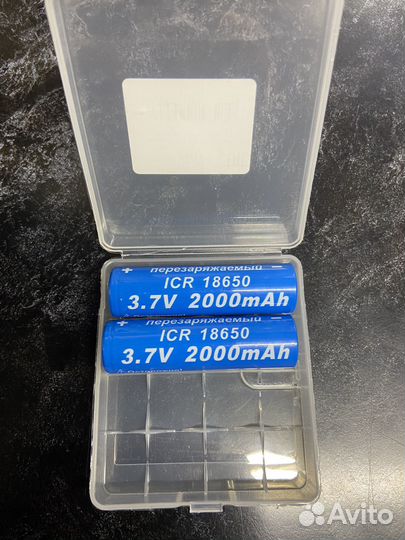 + перезаряжаемый −
ICR 18650
3.7V 2000mAh
+ перезаряжаемый −
ICR 18650
3.7V 2000mAh
Avito